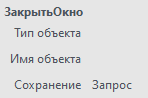 ЗакрытьОкно
Тип объекта
Имя объекта
Сохранение Запрос